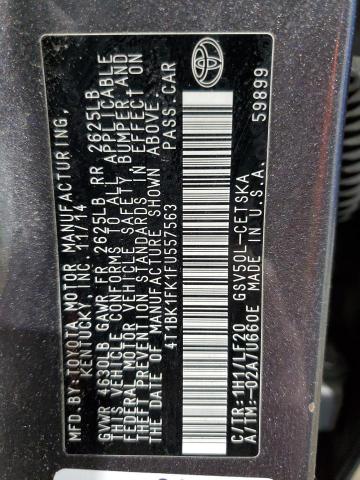 MFD.BY:TOYOTA MOTOR MANUFACTURING,
KENTUCKY, INC. 11/14
GVWR 4630LB GAWR FR 2625LB RR 2625LB
THIS VEHICLE CONFORMS TO ALL APPLICABLE
FEDERAL MOTOR VEHICLE SAFETY, BUMPER, AND
THEFT PREVENTION STANDARDS IN EFFECT ON
THE DATE OF MANUFACTURE SHOWN ABOVE.
4T1BK1FK1FU557563 PASS.CAR
C/TR:1H1A/FE20 GSV50L-CETSKA
A/TM:-02A/U660E MADE IN U.S.A.
59899